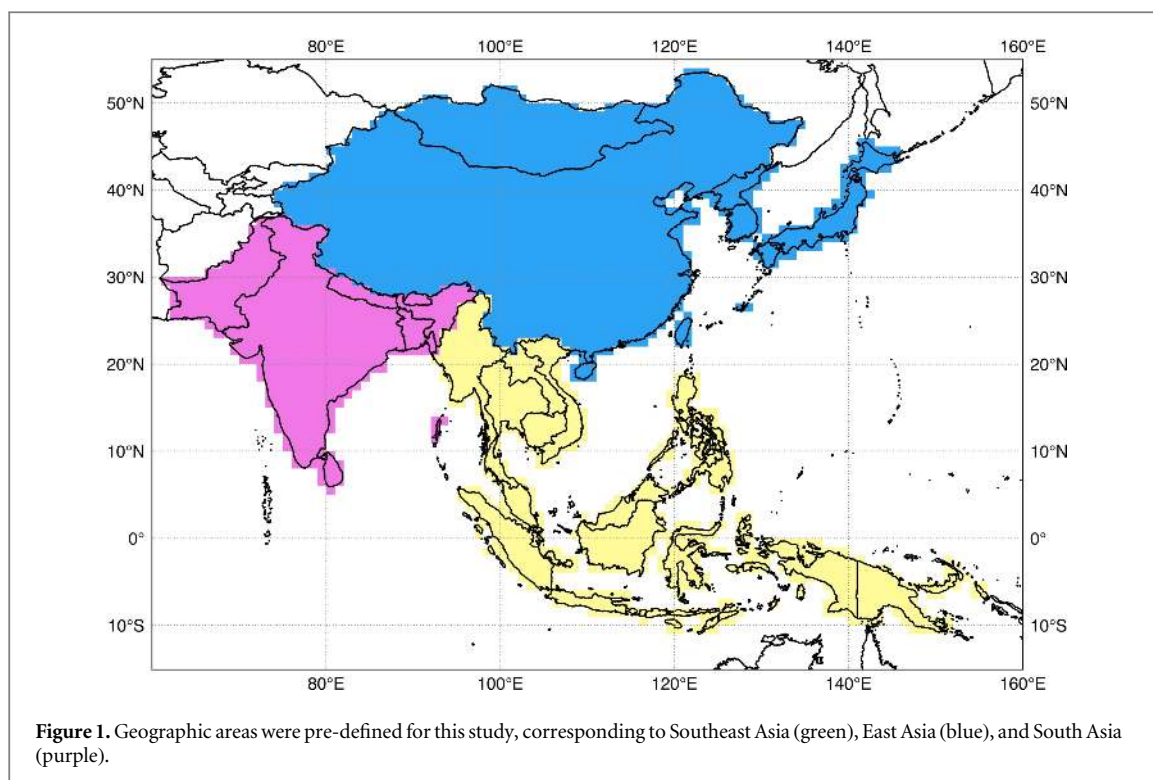 80°E 100°E 120°E 140°E 160°E
50°N 50°N
40°N 40°N
30°N 30°N
20°N 20°N
10°N 10°N
0° 0°
10°S 10°S
80°E 100°E 120°E 140°E 160°E
Figure 1. Geographic areas were pre-defined for this study, corresponding to Southeast Asia (green), East Asia (blue), and South Asia
(purple).